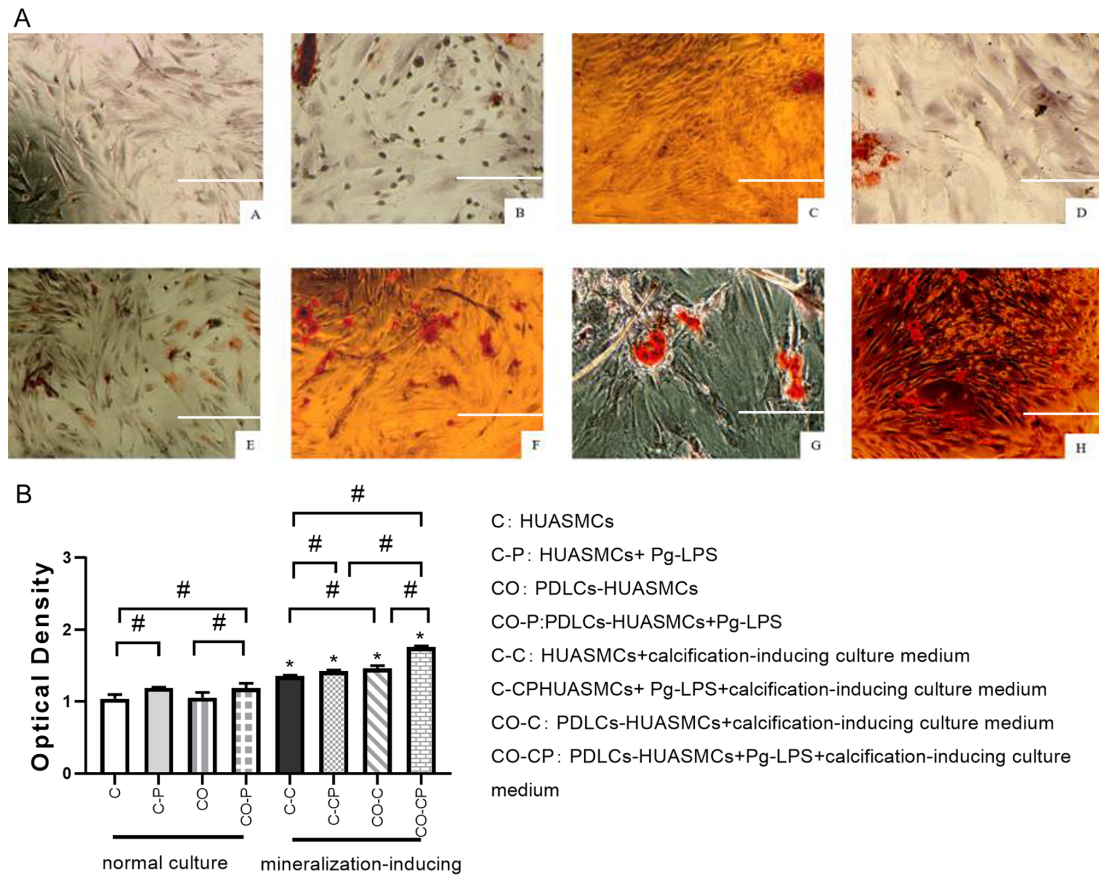 A
A
B
C
D
E
F
G
H
B
#
#
#
#
#
#
#
#
3
2
1
0
Optical Density
*
*
*
*
C
C-P
CO
CO-P
C-C
C-CP
CO-C
CO-CP
normal culture
mineralization-inducing
C: HUASMCs
C-P: HUASMCs+ Pg-LPS
CO: PDLCs-HUASMCs
CO-P:PDLCs-HUASMCs+Pg-LPS
C-C: HUASMCs+calcification-inducing culture medium
C-CPHUASMCs+ Pg-LPS+calcification-inducing culture medium
CO-C: PDLCs-HUASMCs+calcification-inducing culture medium
CO-CP: PDLCs-HUASMCs+Pg-LPS+calcification-inducing culture
medium